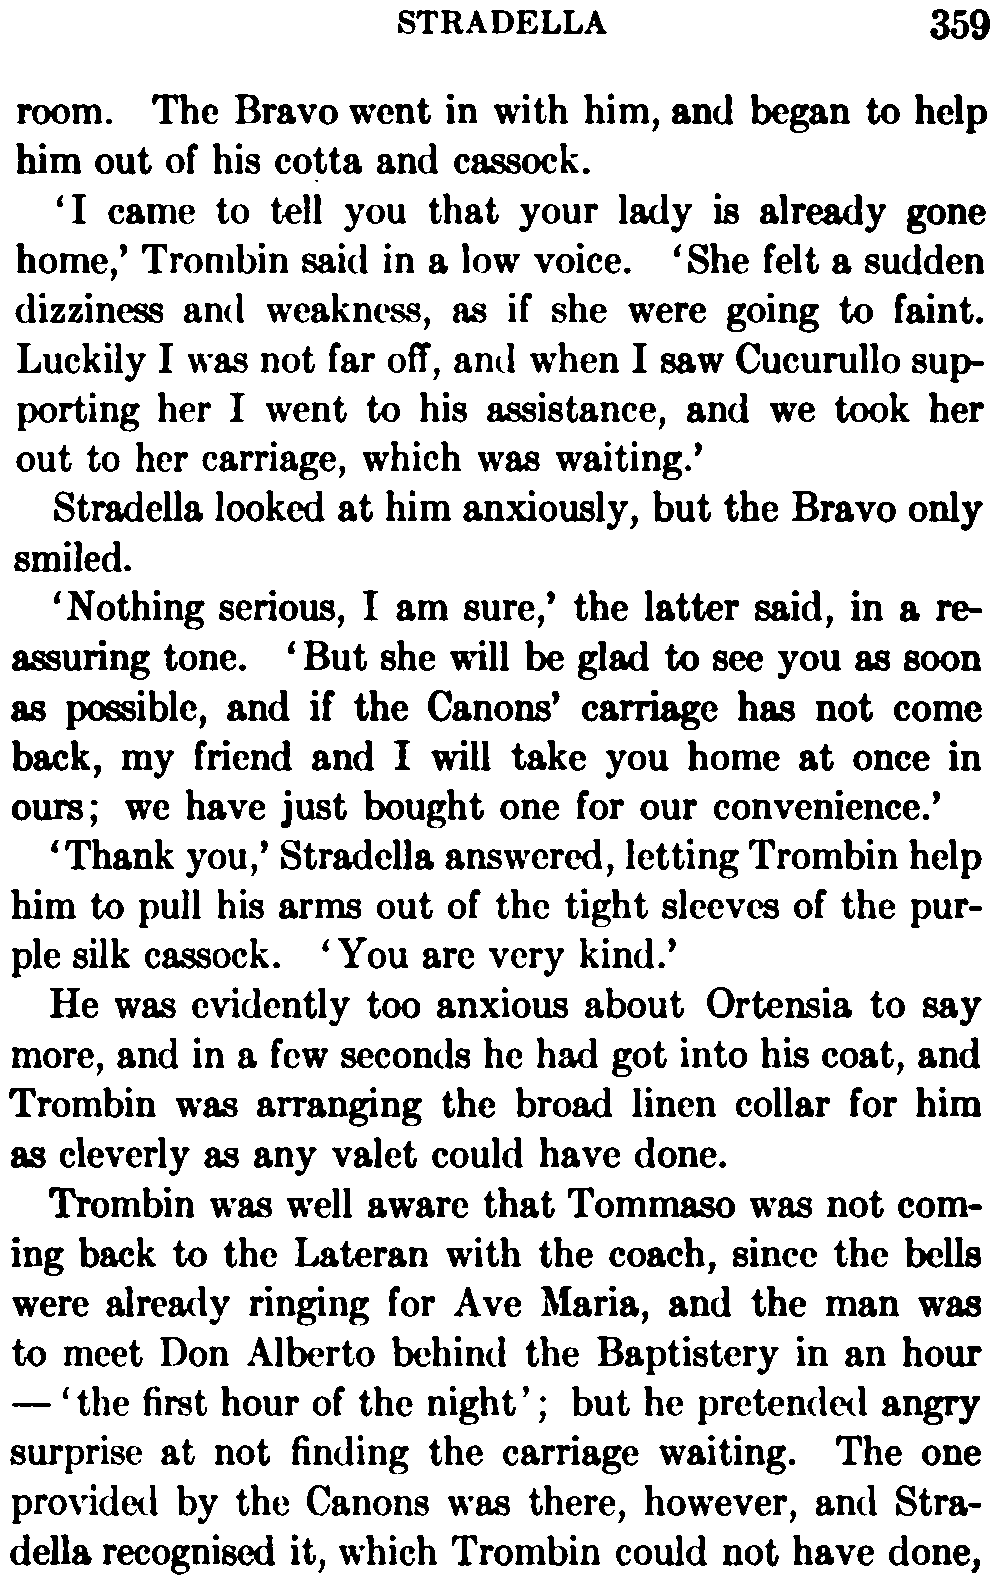 STRADELLA 359
room. The Bravo went in with him, and began to help
him out of his cotta and cassock.
‘I came to tell you that your lady is already gone
home,’ Trombin said in a low voice. ‘She felt a sudden
dizziness and weakness, as if she were going to faint.
Luckily I was not far off, and when I saw Cucurullo sup-
porting her I went to his assistance, and we took her
out to her carriage, which was waiting.’
Stradella looked at him anxiously, but the Bravo only
smiled.
‘Nothing serious, I am sure,’ the latter said, in a re-
assuring tone. ‘But she will be glad to see you as soon
as possible, and if the Canons’ carriage has not come
back, my friend and I will take you home at once in
ours; we have just bought one for our convenience.’
‘Thank you,’ Stradella answered, letting Trombin help
him to pull his arms out of the tight sleeves of the pur-
ple silk cassock. ‘You are very kind.’
He was evidently too anxious about Ortensia to say
more, and in a few seconds he had got into his coat, and
Trombin was arranging the broad linen collar for him
as cleverly as any valet could have done.
Trombin was well aware that Tommaso was not com-
ing back to the Lateran with the coach, since the bells
were already ringing for Ave Maria, and the man was
to meet Don Alberto behind the Baptistery in an hour
— ‘the first hour of the night’; but he pretended angry
surprise at not finding the carriage waiting. The one
provided by the Canons was there, however, and Stra-
della recognised it, which Trombin could not have done,